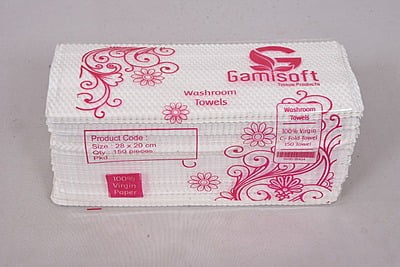 Gamisoft
Tissue Products
Washroom
Towels
Product Code :
Size : 28 x 20 cm
Qty. : 150 pieces
Pkd.
100%
Virgin
Paper
Washroom
Towels
100% Virgin
C- Fold Towel
150 Towel